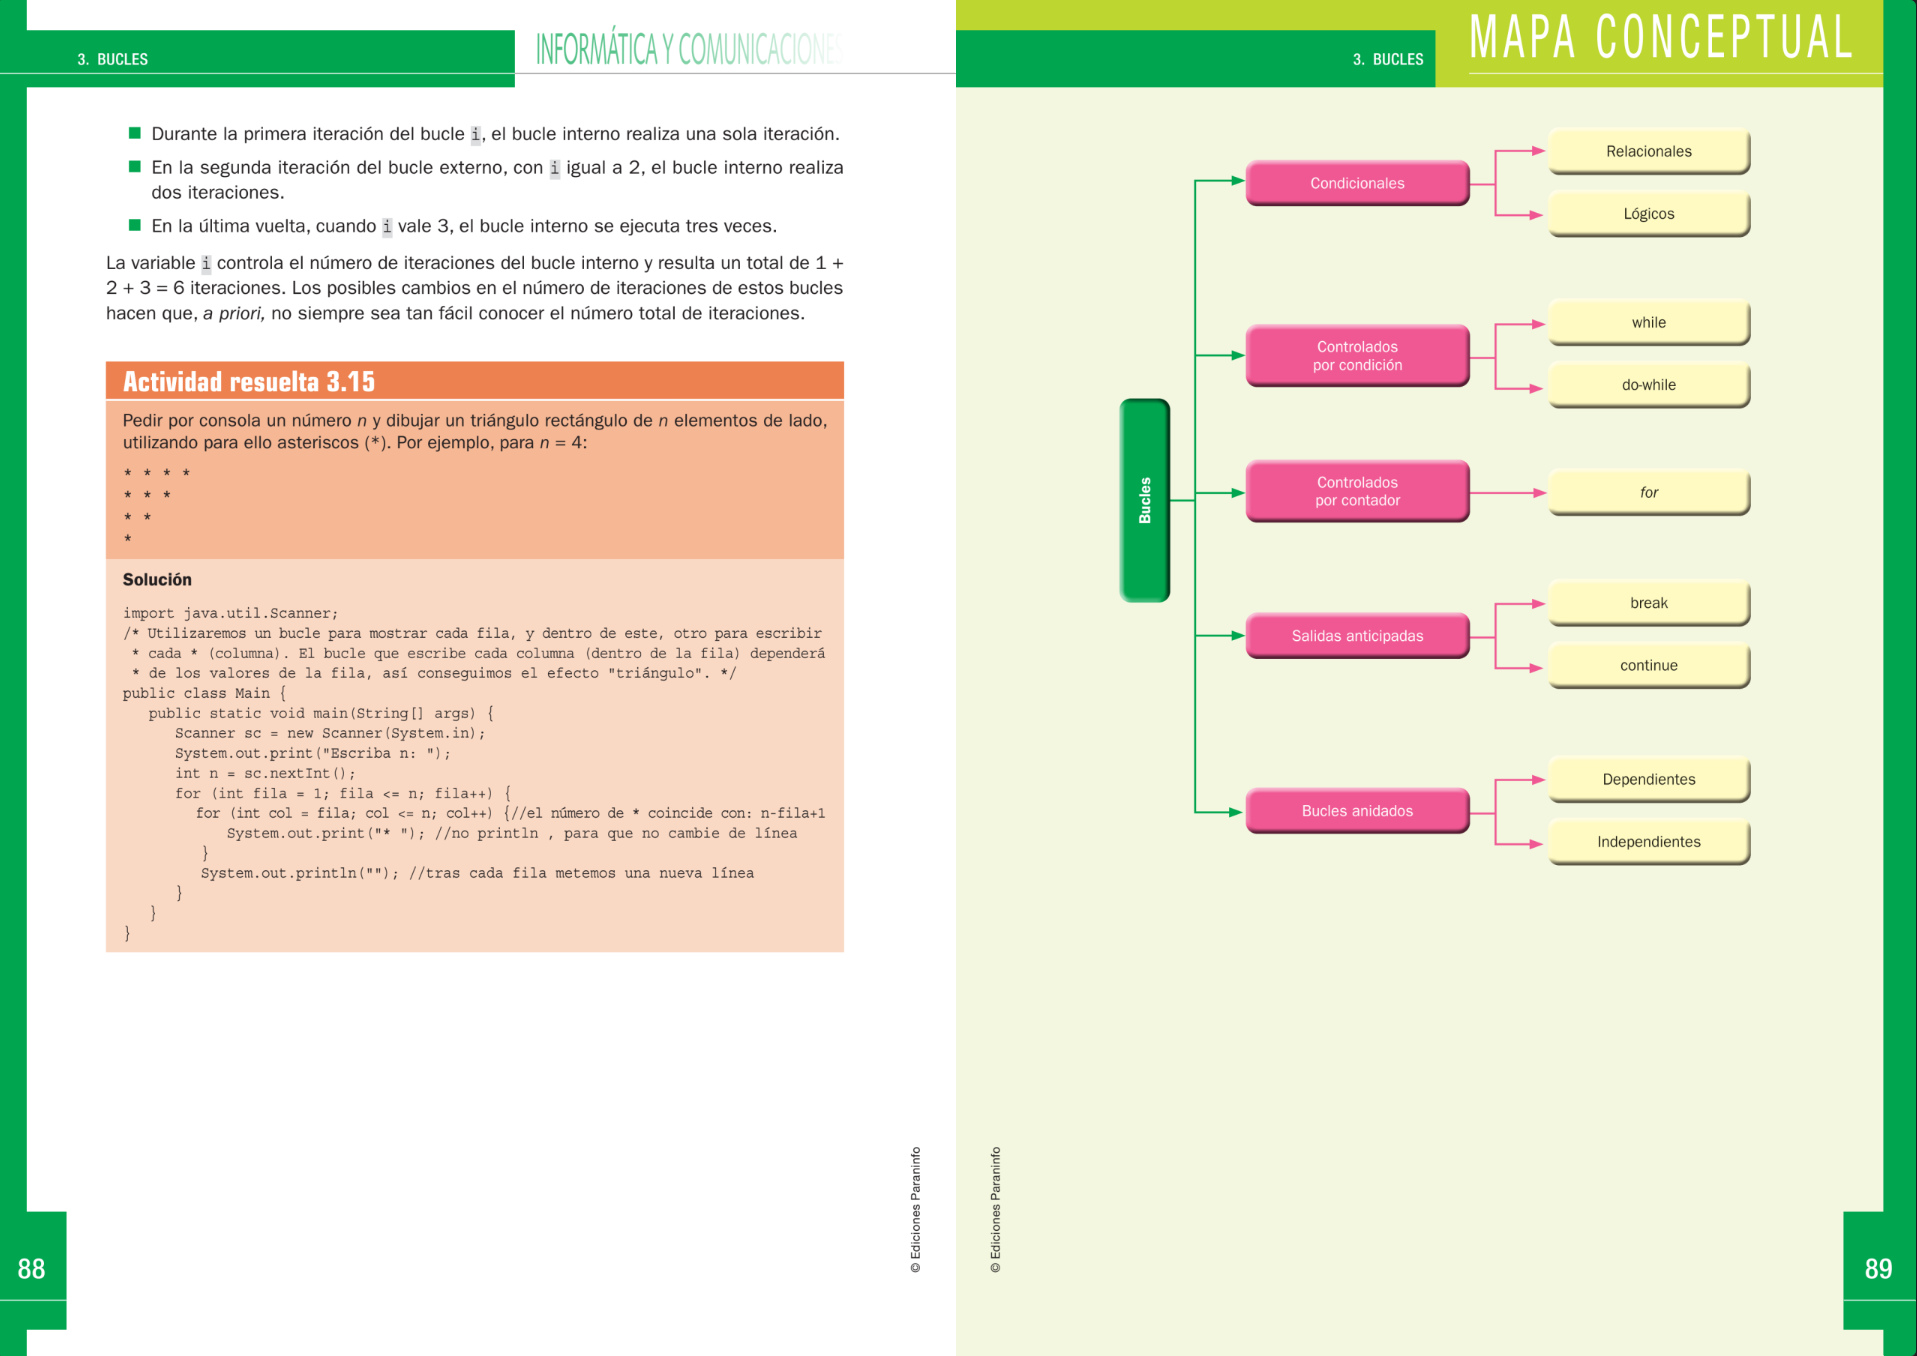 3. BUCLES
INFORMÁTICA Y COMUNICACIONES
■ Durante la primera iteración del bucle i, el bucle interno realiza una sola iteración.
■ En la segunda iteración del bucle externo, con i igual a 2, el bucle interno realiza
dos iteraciones.
■ En la última vuelta, cuando i vale 3, el bucle interno se ejecuta tres veces.
La variable i controla el número de iteraciones del bucle interno y resulta un total de 1 +
2 + 3 = 6 iteraciones. Los posibles cambios en el número de iteraciones de estos bucles
hacen que, a priori, no siempre sea tan fácil conocer el número total de iteraciones.
Actividad resuelta 3.15
Pedir por consola un número n y dibujar un triángulo rectángulo de n elementos de lado,
utilizando para ello asteriscos (*). Por ejemplo, para n = 4:
* * * *
* * *
* *
*
Solución
import java.util.Scanner;
/* Utilizaremos un bucle para mostrar cada fila, y dentro de este, otro para escribir
* cada * (columna). El bucle que escribe cada columna (dentro de la fila) dependerá
* de los valores de la fila, así conseguimos el efecto "triángulo". */
public class Main {
public static void main(String[] args) {
Scanner sc = new Scanner(System.in);
System.out.print("Escriba n: ");
int n = sc.nextInt();
for (int fila = 1; fila <= n; fila++) {
for (int col = fila; col <= n; col++) {//el número de * coincide con: n-fila+1
System.out.print("* "); //no println , para que no cambie de línea
}
System.out.println(""); //tras cada fila metemos una nueva línea
}
}
}
© Ediciones Paraninfo
88
3. BUCLES
MAPA CONCEPTUAL
Bucles
Condicionales
Relacionales
Lógicos
Controlados
por condición
while
do-while
Controlados
por contador
for
Salidas anticipadas
break
continue
Bucles anidados
Dependientes
Independientes
© Ediciones Paraninfo
89